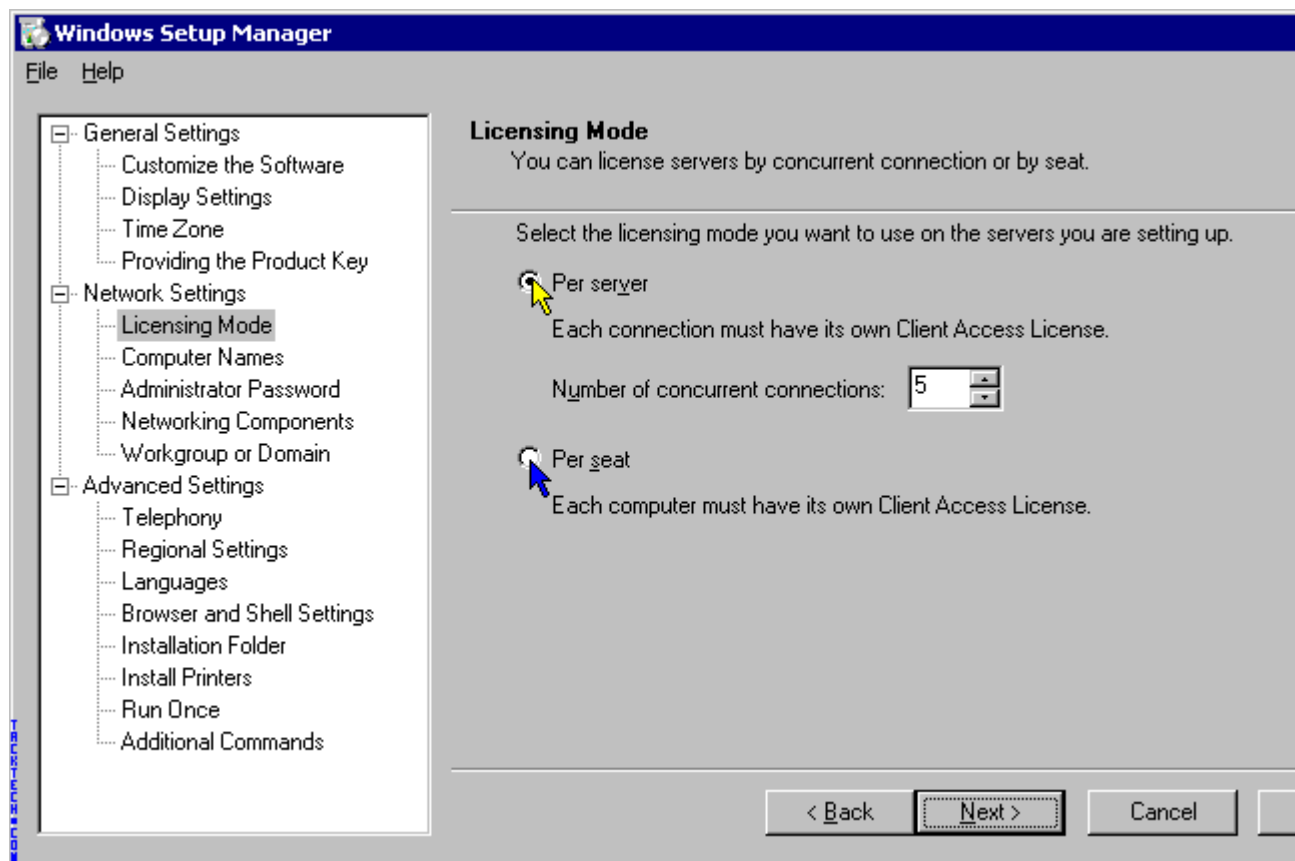 Windows Setup Manager
File Help
General Settings
Customize the Software
Display Settings
Time Zone
Providing the Product Key
Network Settings
Licensing Mode
Computer Names
Administrator Password
Networking Components
Workgroup or Domain
Advanced Settings
Telephony
Regional Settings
Languages
Browser and Shell Settings
Installation Folder
Install Printers
Run Once
Additional Commands
TACKTECH.COM
Licensing Mode
You can license servers by concurrent connection or by seat.
Select the licensing mode you want to use on the servers you are setting up.
Per server
Each connection must have its own Client Access License.
Number of concurrent connections: 5
Per seat
Each computer must have its own Client Access License.
< Back Next > Cancel